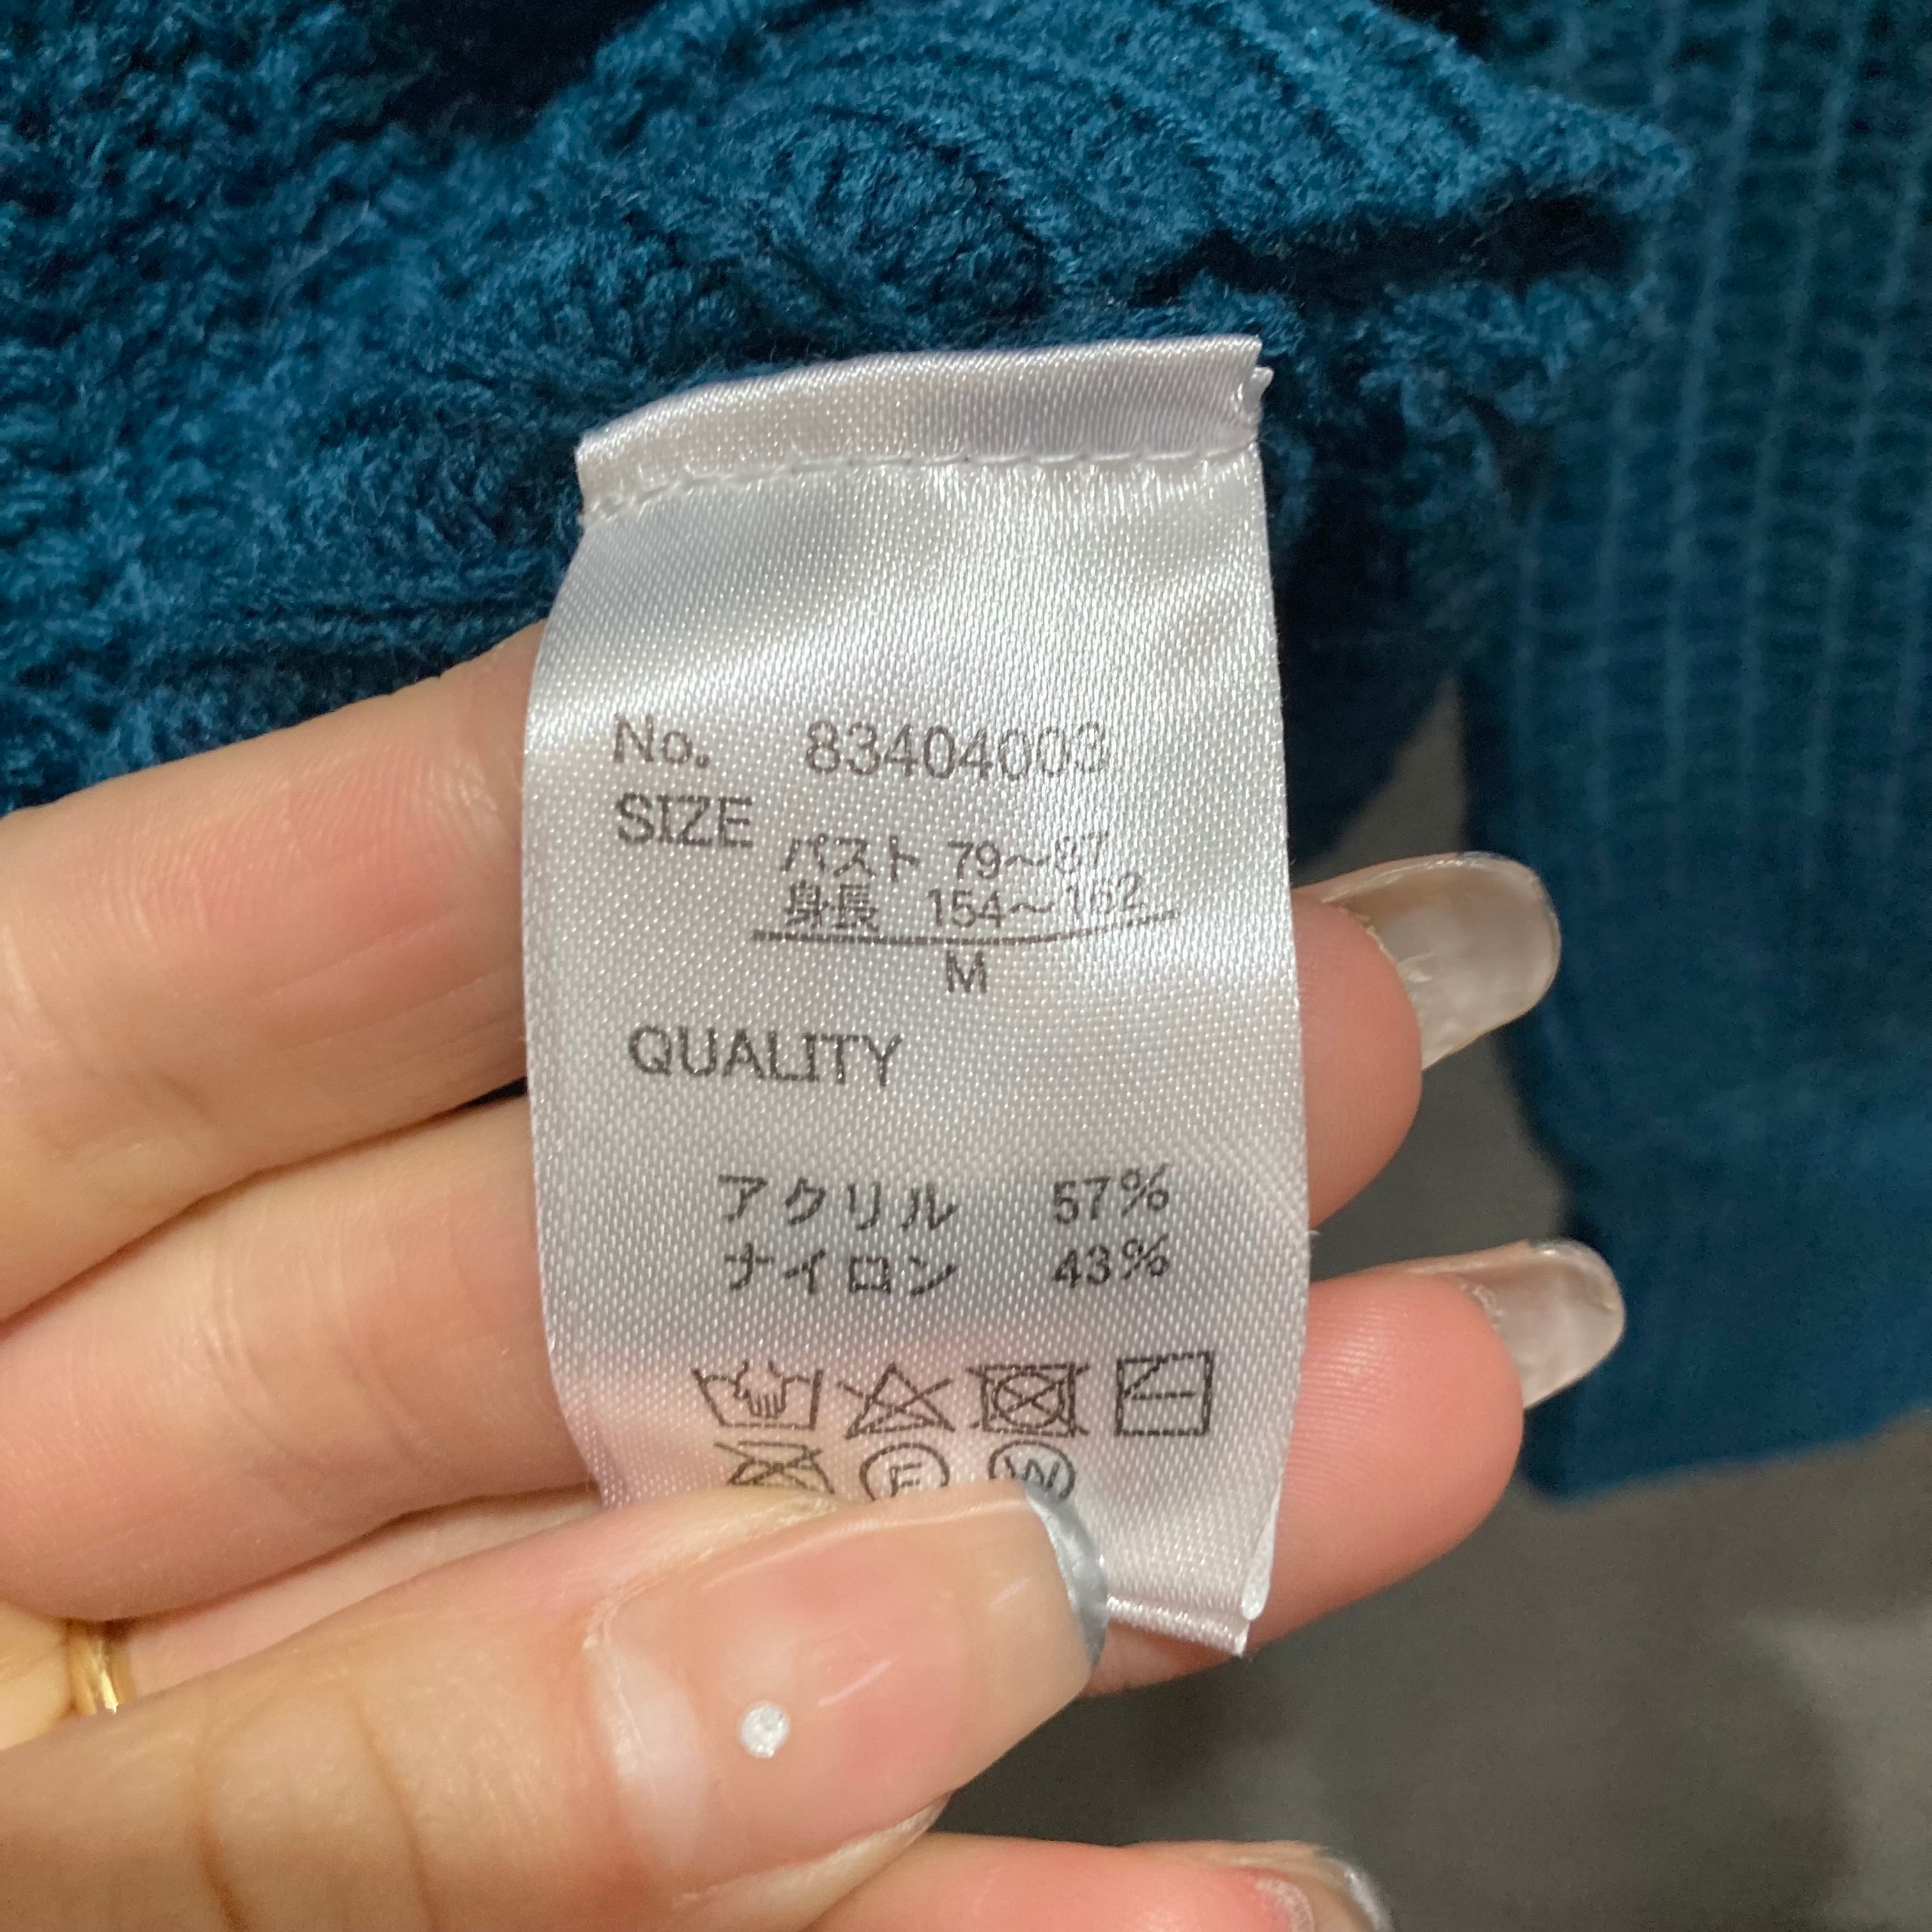 No. 83404003
SIZE
バスト 79～87
身長 154～162
M
QUALITY
アクリル 57%
ナイロン 43%
F
W